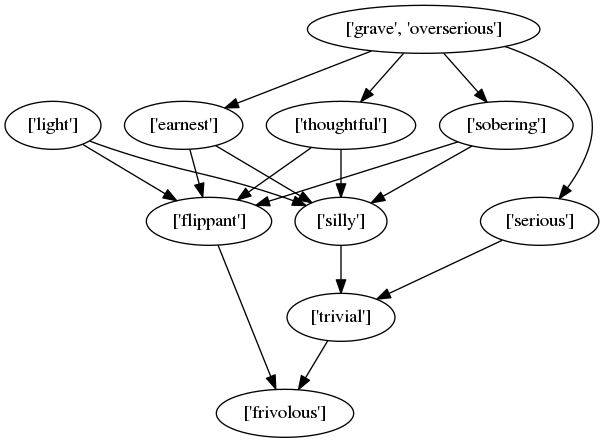 ['grave', 'overserious']
['light']
['earnest']
['thoughtful']
['sobering']
['flippant']
['silly']
['serious']
['trivial']
['frivolous']